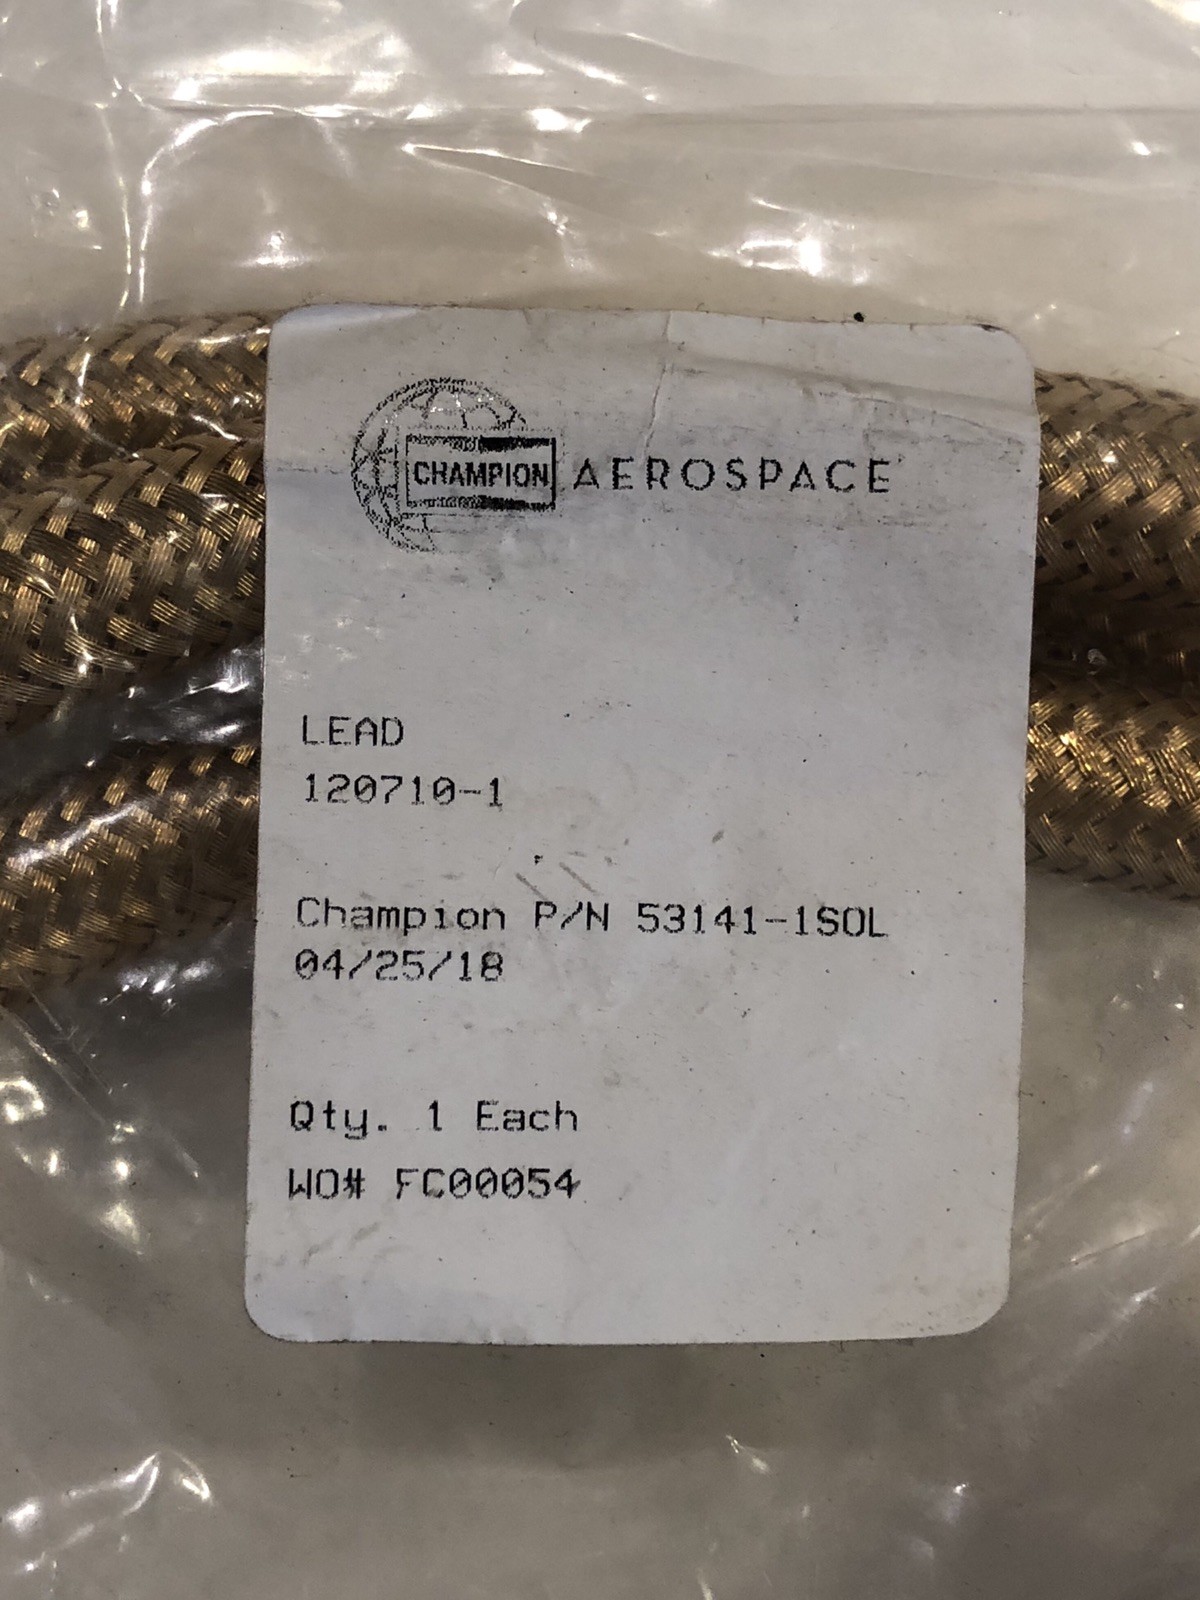 CHAMPION AEROSPACE
LEAD
120710-1
Champion P/N 53141-1SOL
04/25/18
Qty. 1 Each
WO# FC00054